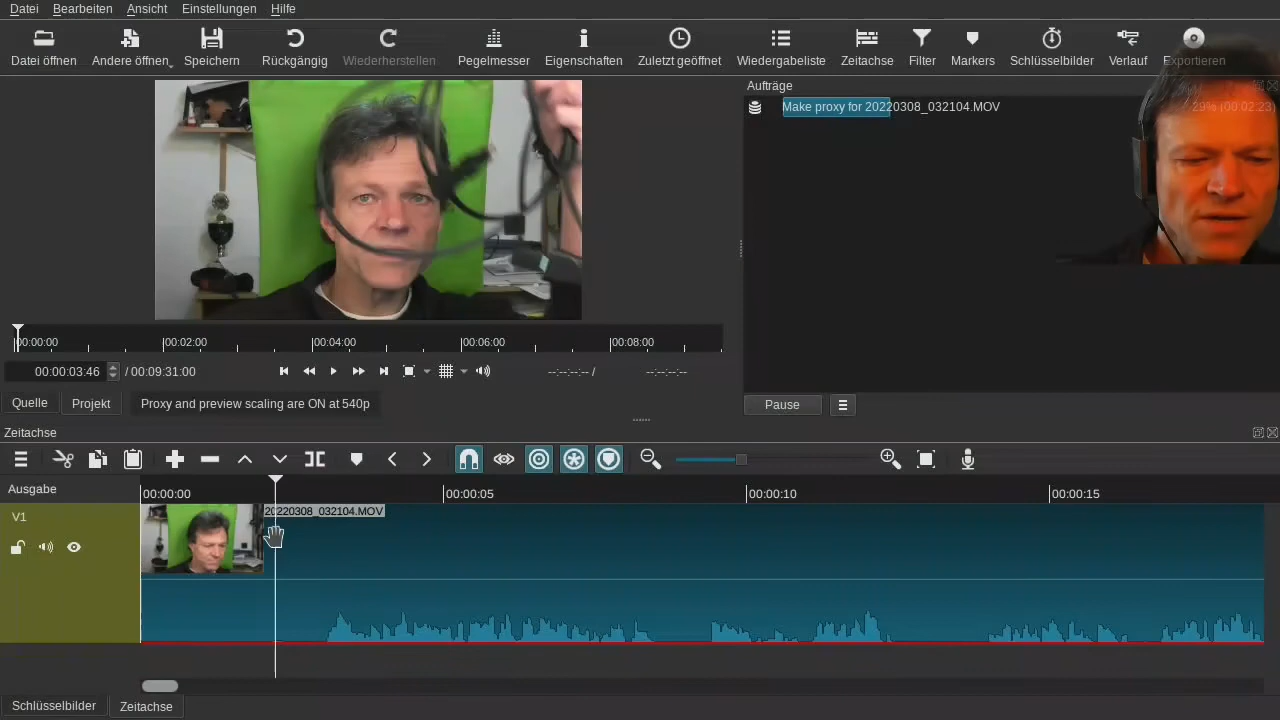 Datei Bearbeiten Ansicht Einstellungen Hilfe
Datei öffnen Andere öffnen Speichern Rückgängig Wiederherstellen Pegelmesser Eigenschaften Zuletzt geöffnet Wiedergabeliste Zeitachse Filter Markers Schlüsselbilder Verlauf Exportieren
Aufträge
Make proxy for 20220308_032104.MOV 29% (00:02:23)
00:00:00 00:02:00 00:04:00 00:06:00 00:08:00
00:00:03:46 / 00:09:31:00 --:--:--:-- / --:--:--:--
Quelle Projekt Proxy and preview scaling are ON at 540p
Pause
Zeitachse
Ausgabe 00:00:00 00:00:05 00:00:10 00:00:15
V1 20220308_032104.MOV
Schlüsselbilder Zeitachse